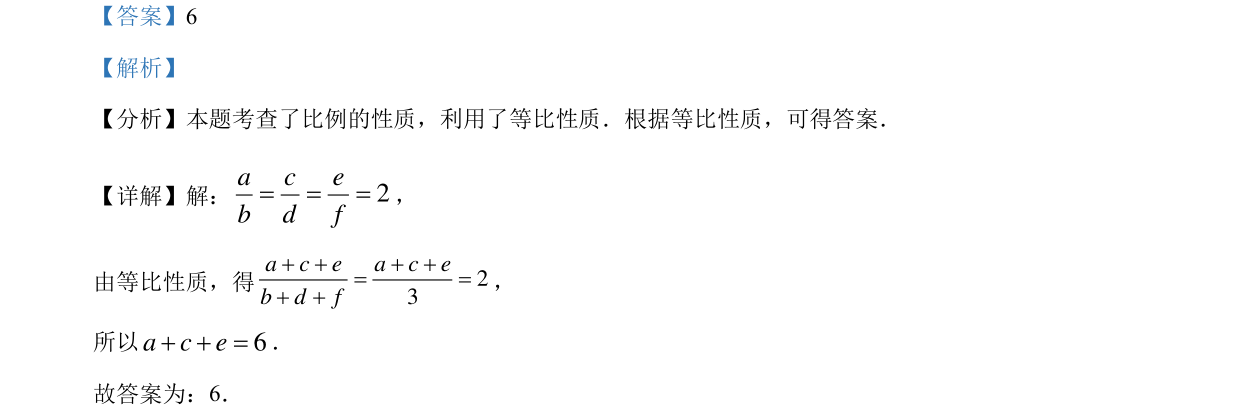 【答案】6
【解析】
【分析】本题考查了比例的性质，利用了等比性质．根据等比性质，可得答案．
【详解】解：a/b = c/d = e/f = 2，
由等比性质，得 (a+c+e)/(b+d+f) = (a+c+e)/3 = 2，
所以 a+c+e=6．
故答案为：6．